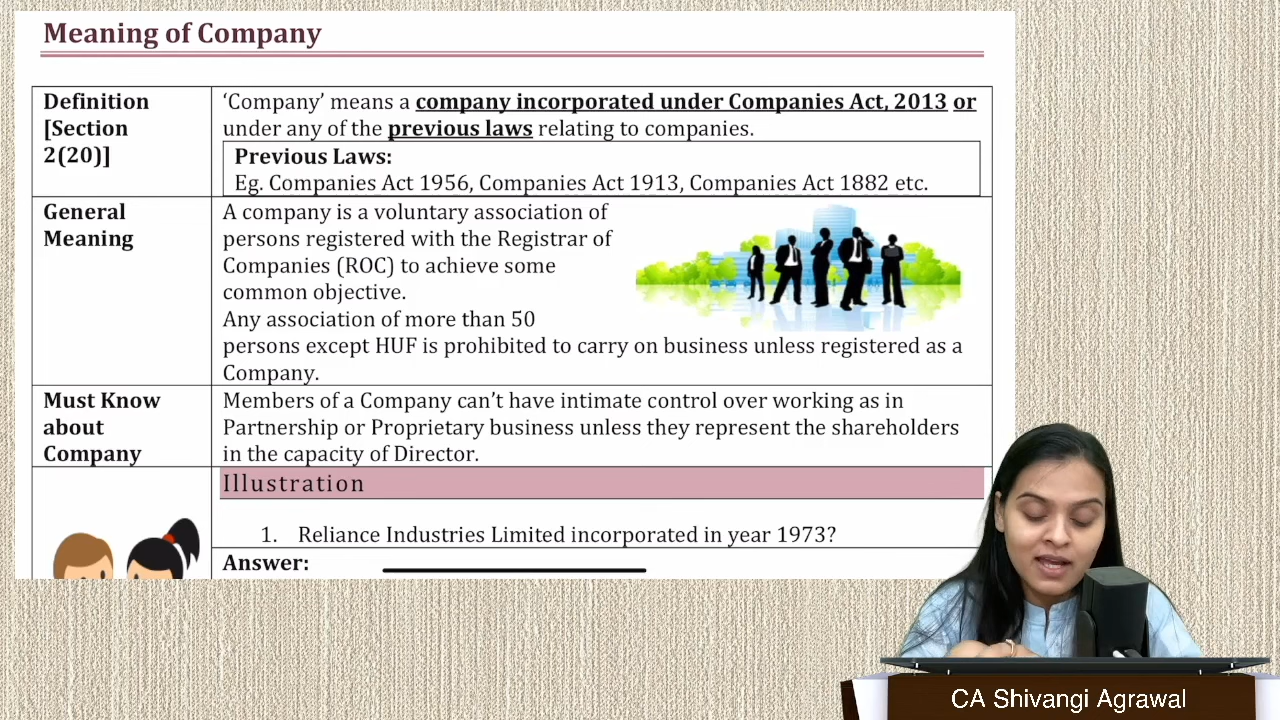 Meaning of Company
Definition
[Section
2(20)]
‘Company’ means a company incorporated under Companies Act, 2013 or
under any of the previous laws relating to companies.
Previous Laws:
Eg. Companies Act 1956, Companies Act 1913, Companies Act 1882 etc.
General
Meaning
A company is a voluntary association of
persons registered with the Registrar of
Companies (ROC) to achieve some
common objective.
Any association of more than 50
persons except HUF is prohibited to carry on business unless registered as a
Company.
Must Know
about
Company
Members of a Company can’t have intimate control over working as in
Partnership or Proprietary business unless they represent the shareholders
in the capacity of Director.
Illustration
1. Reliance Industries Limited incorporated in year 1973?
Answer:
CA Shivangi Agrawal